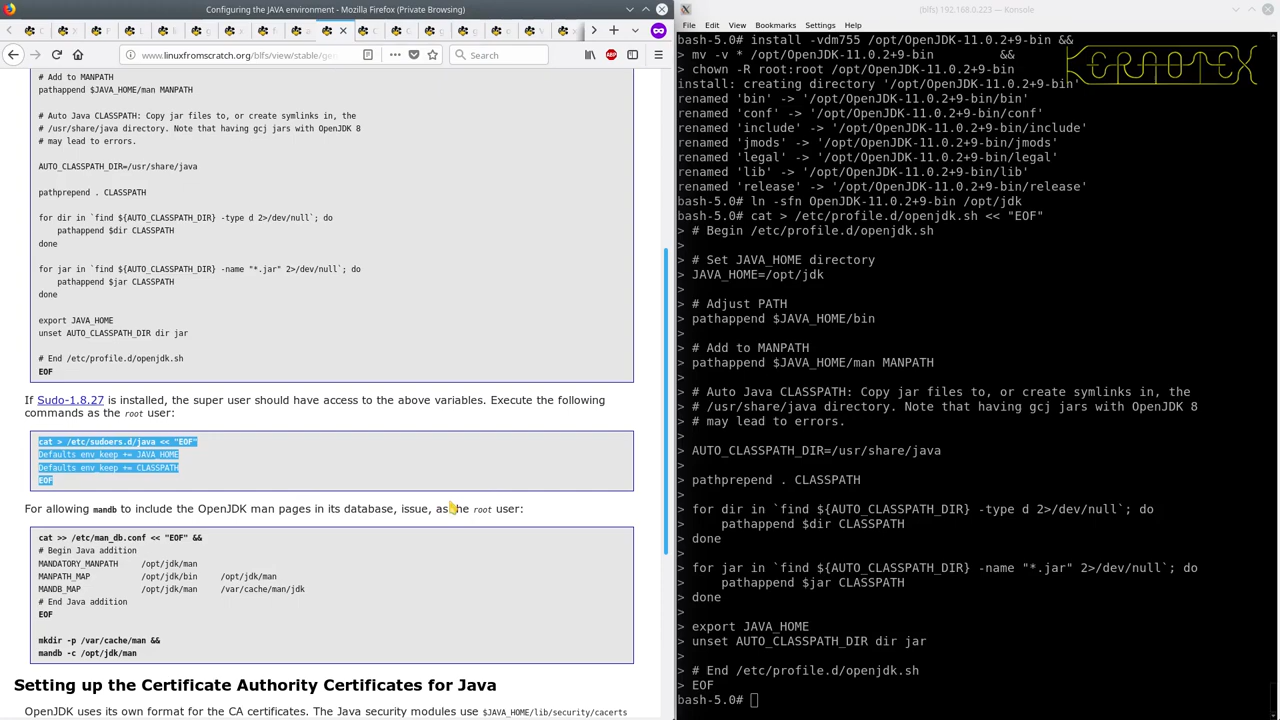 Configuring the JAVA environment - Mozilla Firefox (Private Browsing)
www.linuxfromscratch.org/blfs/view/stable/ge
Search
# Add to MANPATH
pathappend $JAVA_HOME/man MANPATH
# Auto Java CLASSPATH: Copy jar files to, or create symlinks in, the
# /usr/share/java directory. Note that having gcj jars with OpenJDK 8
# may lead to errors.
AUTO_CLASSPATH_DIR=/usr/share/java
pathprepend . CLASSPATH
for dir in `find ${AUTO_CLASSPATH_DIR} -type d 2>/dev/null`; do
pathappend $dir CLASSPATH
done
for jar in `find ${AUTO_CLASSPATH_DIR} -name "*.jar" 2>/dev/null`; do
pathappend $jar CLASSPATH
done
export JAVA_HOME
unset AUTO_CLASSPATH_DIR dir jar
# End /etc/profile.d/openjdk.sh
EOF
If Sudo-1.8.27 is installed, the super user should have access to the above variables. Execute the following
commands as the root user:
cat > /etc/sudoers.d/java << "EOF"
Defaults env_keep += JAVA_HOME
Defaults env_keep += CLASSPATH
EOF
For allowing mandb to include the OpenJDK man pages in its database, issue, as the root user:
cat >> /etc/man_db.conf << "EOF" &&
# Begin Java addition
MANDATORY_MANPATH /opt/jdk/man
MANPATH_MAP /opt/jdk/bin /opt/jdk/man
MANDB_MAP /opt/jdk/man /var/cache/man/jdk
# End Java addition
EOF
mkdir -p /var/cache/man &&
mandb -c /opt/jdk/man
Setting up the Certificate Authority Certificates for Java
OpenJDK uses its own format for the CA certificates. The Java security modules use $JAVA_HOME/lib/security/cacerts
(blfs) 192.168.0.223 — Konsole
File Edit View Bookmarks Settings Help
bash-5.0# install -vdm755 /opt/OpenJDK-11.0.2+9-bin &&
> mv -v * /opt/OpenJDK-11.0.2+9-bin &&
> chown -R root:root /opt/OpenJDK-11.0.2+9-bin
install: creating directory '/opt/OpenJDK-11.0.2+9-bin'
renamed 'bin' -> '/opt/OpenJDK-11.0.2+9-bin/bin'
renamed 'conf' -> '/opt/OpenJDK-11.0.2+9-bin/conf'
renamed 'include' -> '/opt/OpenJDK-11.0.2+9-bin/include'
renamed 'jmods' -> '/opt/OpenJDK-11.0.2+9-bin/jmods'
renamed 'legal' -> '/opt/OpenJDK-11.0.2+9-bin/legal'
renamed 'lib' -> '/opt/OpenJDK-11.0.2+9-bin/lib'
renamed 'release' -> '/opt/OpenJDK-11.0.2+9-bin/release'
bash-5.0# ln -sfn OpenJDK-11.0.2+9-bin /opt/jdk
bash-5.0# cat > /etc/profile.d/openjdk.sh << "EOF"
> # Begin /etc/profile.d/openjdk.sh
>
> # Set JAVA_HOME directory
> JAVA_HOME=/opt/jdk
>
> # Adjust PATH
> pathappend $JAVA_HOME/bin
>
> # Add to MANPATH
> pathappend $JAVA_HOME/man MANPATH
>
> # Auto Java CLASSPATH: Copy jar files to, or create symlinks in, the
> # /usr/share/java directory. Note that having gcj jars with OpenJDK 8
> # may lead to errors.
>
> AUTO_CLASSPATH_DIR=/usr/share/java
>
> pathprepend . CLASSPATH
>
> for dir in `find ${AUTO_CLASSPATH_DIR} -type d 2>/dev/null`; do
> pathappend $dir CLASSPATH
> done
>
> for jar in `find ${AUTO_CLASSPATH_DIR} -name "*.jar" 2>/dev/null`; do
> pathappend $jar CLASSPATH
> done
>
> export JAVA_HOME
> unset AUTO_CLASSPATH_DIR dir jar
>
> # End /etc/profile.d/openjdk.sh
> EOF
bash-5.0#